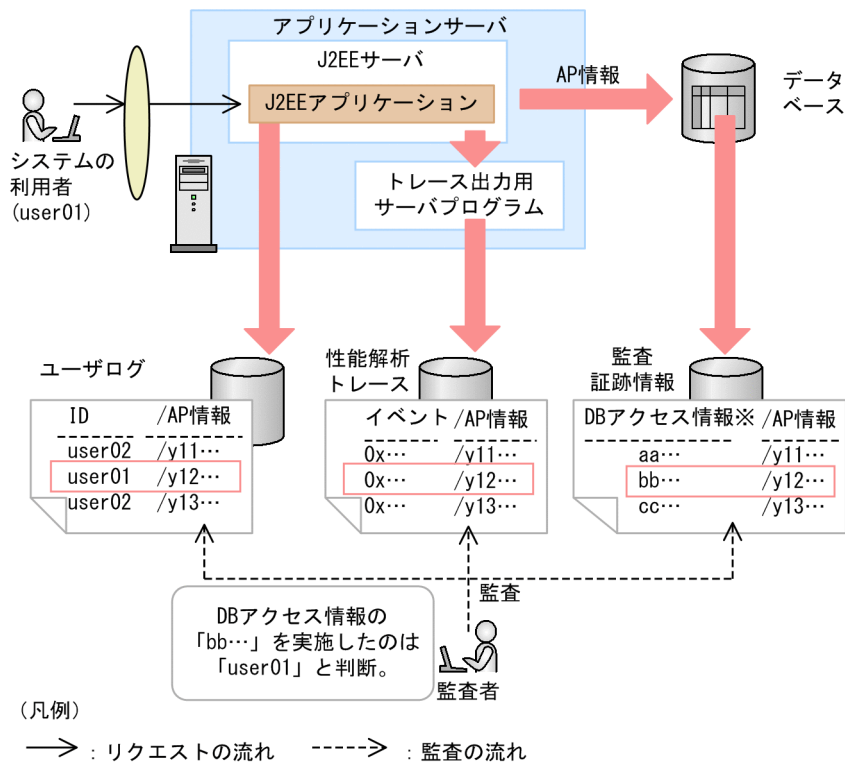 アプリケーションサーバ
J2EEサーバ
J2EEアプリケーション
AP情報
データ
ベース
システムの
利用者
(user01)
トレース出力用
サーバプログラム
ユーザログ
性能解析
トレース
監査
証跡情報
ID /AP情報
user02 /y11…
user01 /y12…
user02 /y13…
イベント /AP情報
0x… /y11…
0x… /y12…
0x… /y13…
DBアクセス情報※ /AP情報
aa… /y11…
bb… /y12…
cc… /y13…
監査
DBアクセス情報の
「bb…」を実施したのは
「user01」と判断。
監査者
(凡例)
：リクエストの流れ ：監査の流れ